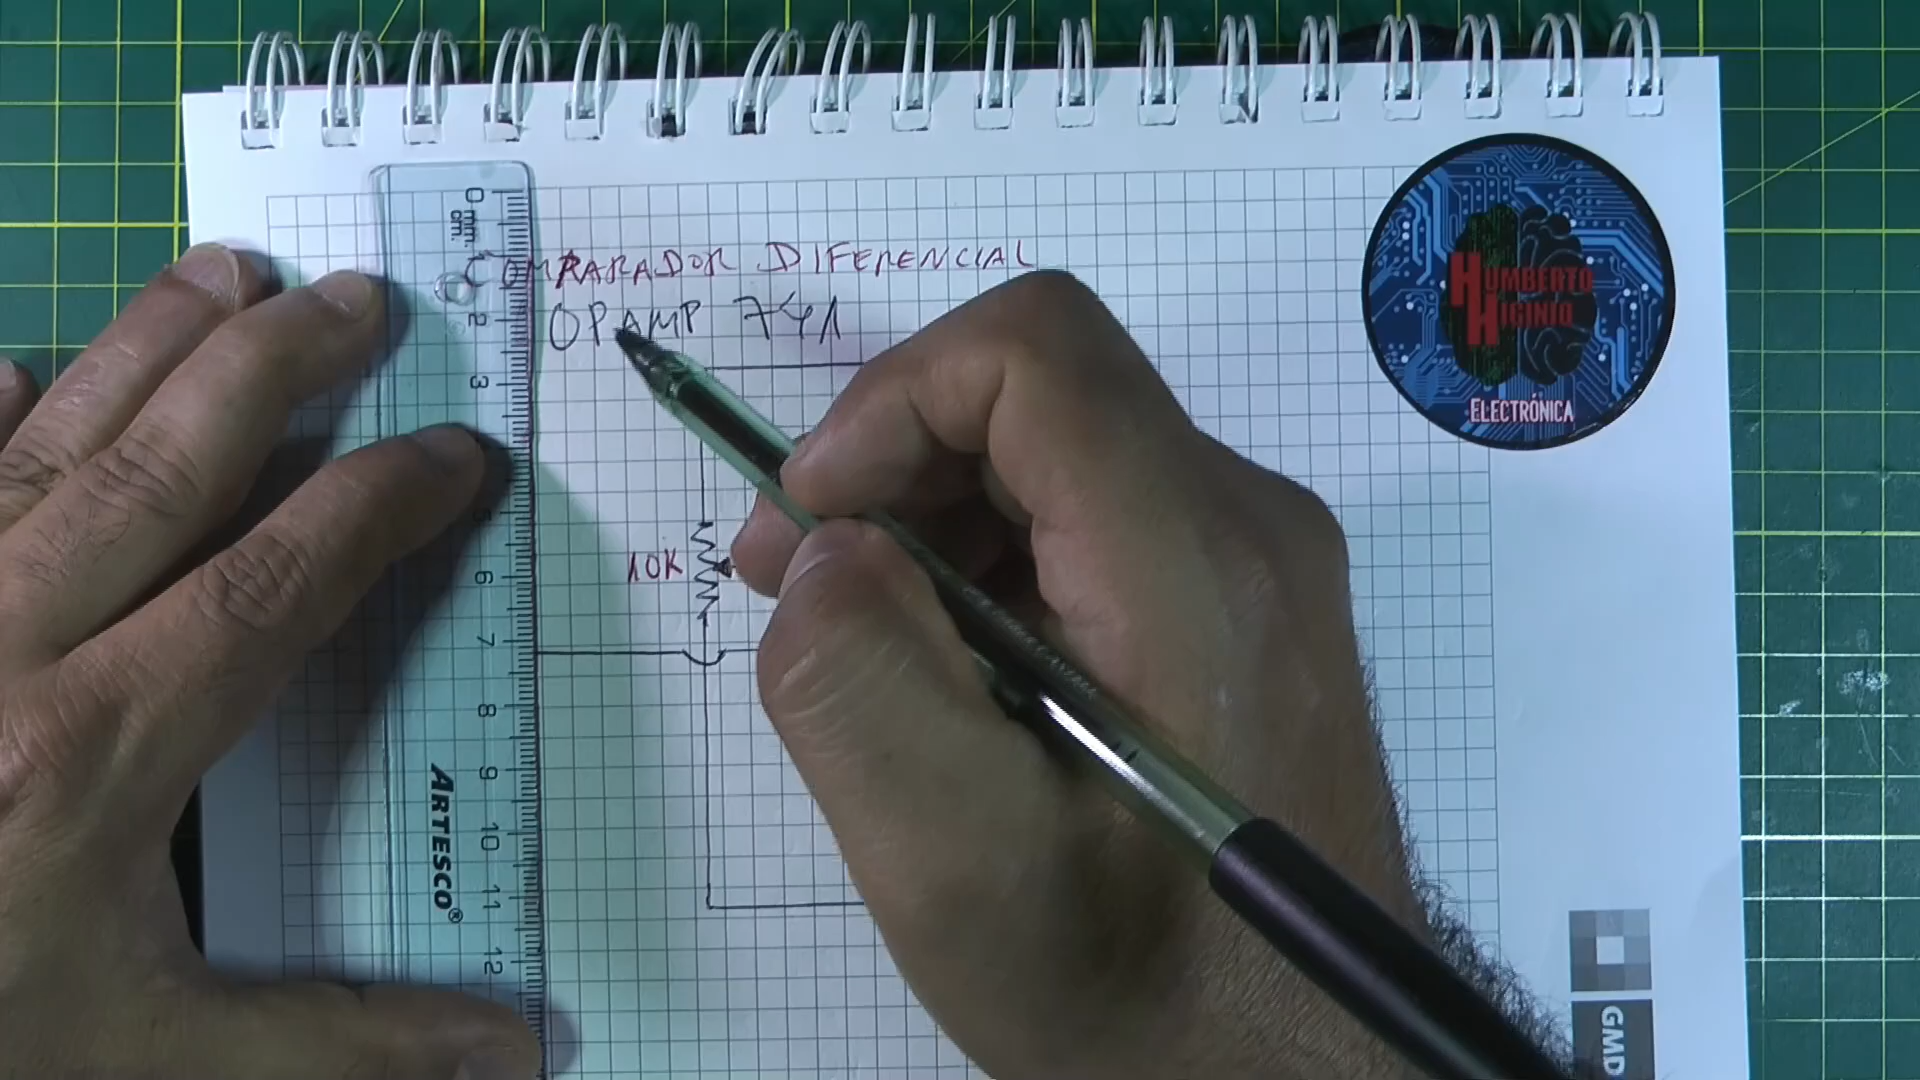 COMPARADOR DIFERENCIAL
OPAMP 741
10K
0
mm.
cm.
2
3
5
6
7
8
9
10
11
12
ARTESCO®
HUMBERTO
HIGINIO
ELECTRÓNICA
GMD